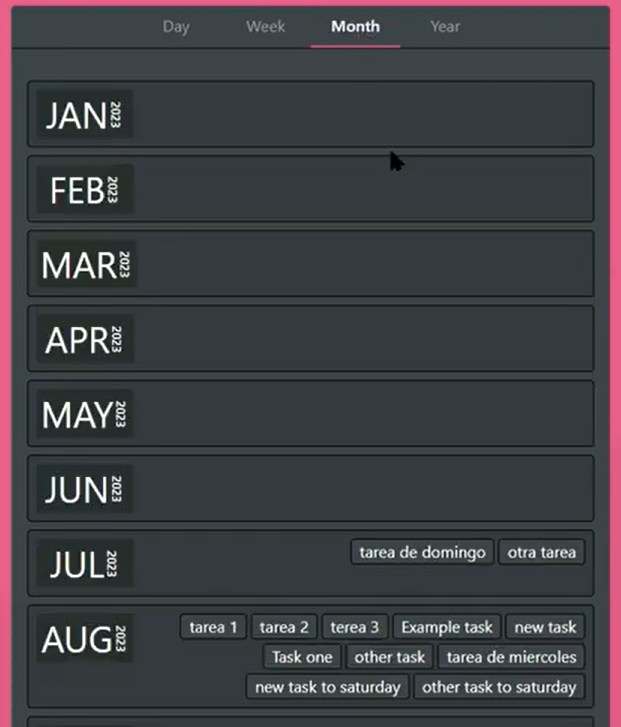 Day Week Month Year
JAN 2023
FEB 2023
MAR 2023
APR 2023
MAY 2023
JUN 2023
JUL 2023 tarea de domingo otra tarea
AUG 2023 tarea 1 tarea 2 terea 3 Example task new task
Task one other task tarea de miercoles
new task to saturday other task to saturday